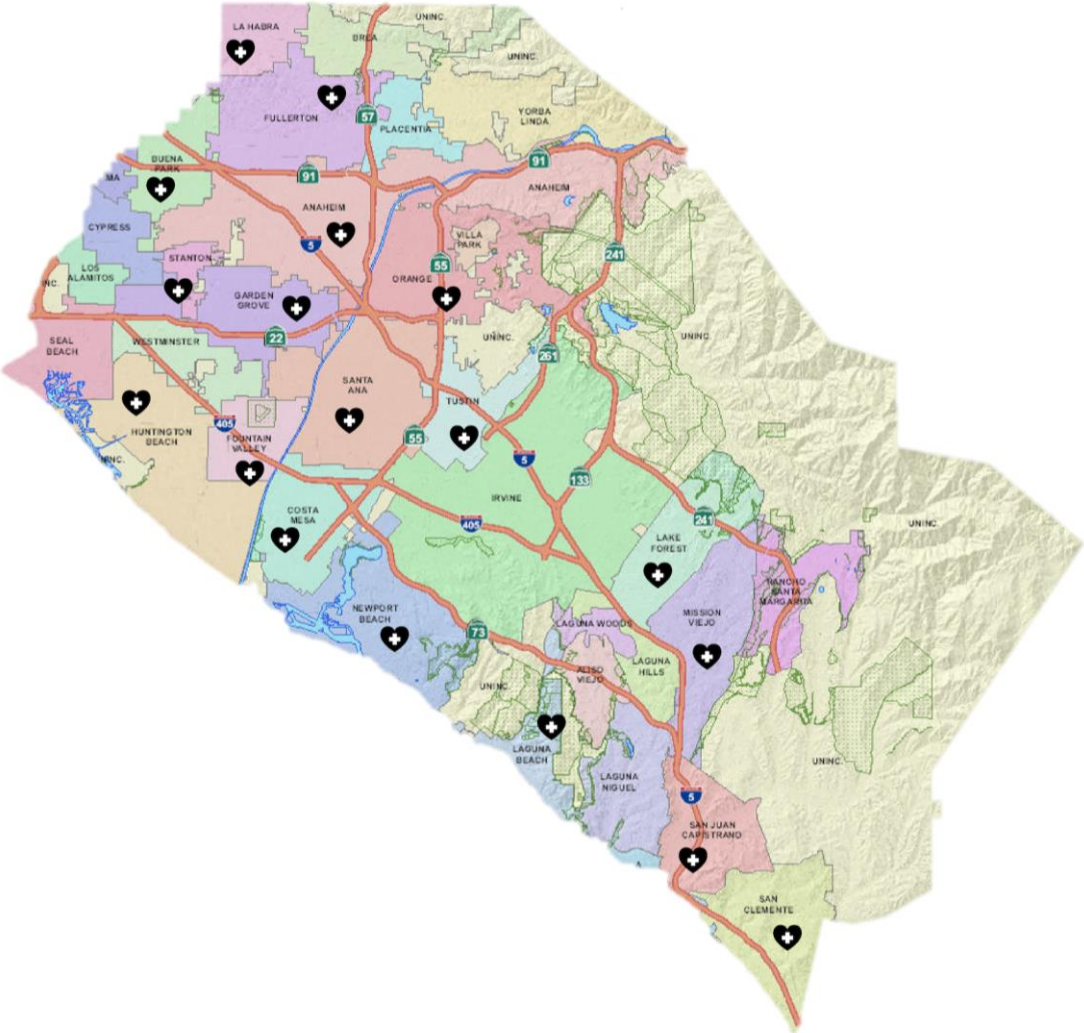 UNINC.
LA HABRA
BREA
UNINC.
FULLERTON
57
YORBA
LINDA
PLACENTIA
BUENA
PARK
91
91
MA
ANAHEIM
ANAHEIM
CYPRESS
VILLA
PARK
5
STANTON
241
55
LOS
ALAMITOS
ORANGE
INC.
GARDEN
GROVE
22
UNINC.
UNINC.
SEAL
BEACH
WESTMINSTER
261
SANTA
ANA
TUSTIN
405
HUNTINGTON
BEACH
FOUNTAIN
VALLEY
55
5
133
NINC.
IRVINE
COSTA
MESA
405
241
UNINC.
LAKE
FOREST
RANCHO
SANTA
MARGARITA
NEWPORT
BEACH
MISSION
VIEJO
73
LAGUNA WOODS
LAGUNA
HILLS
ALISO
VIEJO
UNINC.
LAGUNA
BEACH
UNINC.
LAGUNA
NIGUEL
5
SAN JUAN
CAPISTRANO
SAN
CLEMENTE